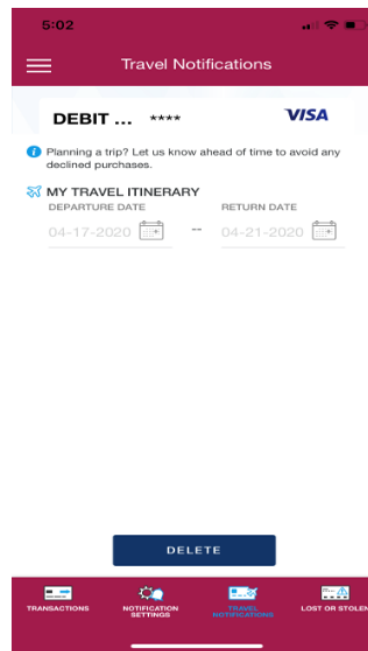 5:02
Travel Notifications
DEBIT ... ****
VISA
Planning a trip? Let us know ahead of time to avoid any
declined purchases.
MY TRAVEL ITINERARY
DEPARTURE DATE
RETURN DATE
04-17-2020 -- 04-21-2020
DELETE
TRANSACTIONS
NOTIFICATION
SETTINGS
TRAVEL
NOTIFICATIONS
LOST OR STOLEN